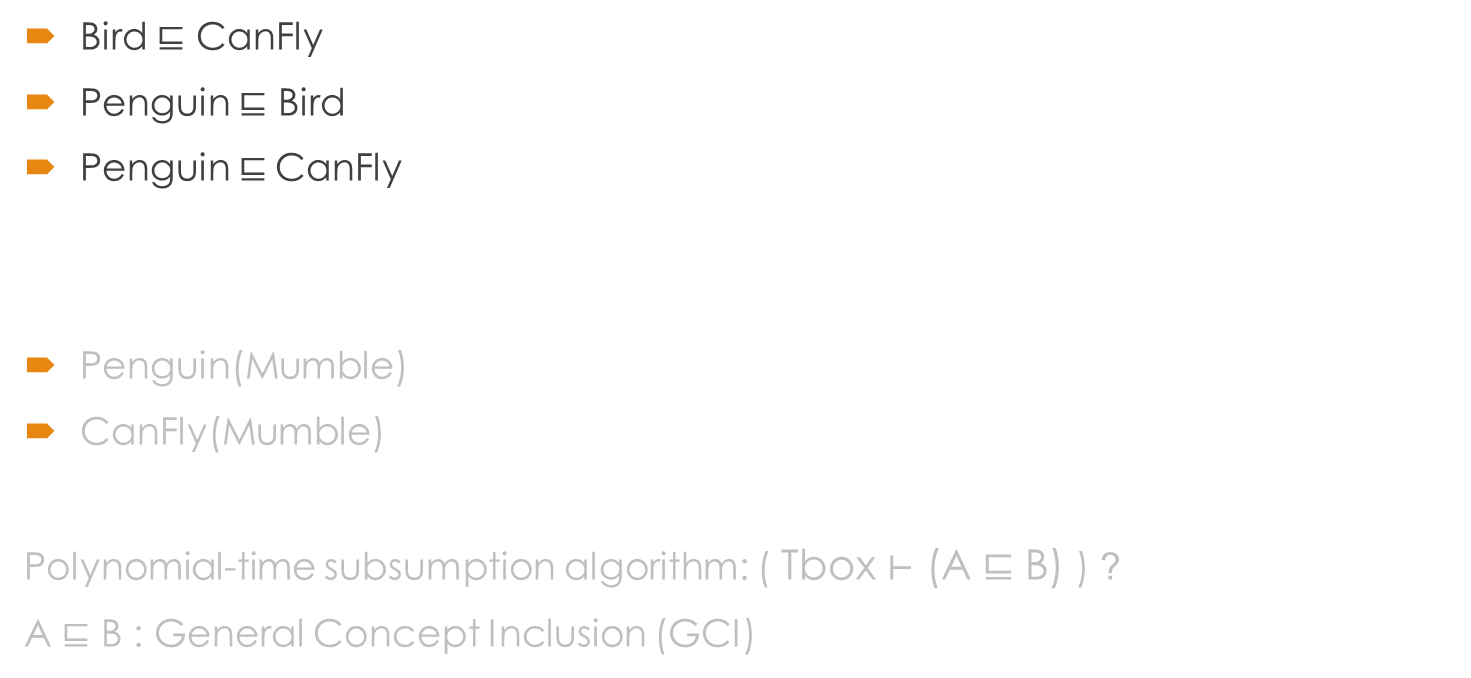 Bird ⊑ CanFly
Penguin ⊑ Bird
Penguin ⊑ CanFly
Penguin(Mumble)
CanFly(Mumble)
Polynomial-time subsumption algorithm: ( Tbox ⊢ (A ⊑ B) ) ?
A ⊑ B : General Concept Inclusion (GCI)